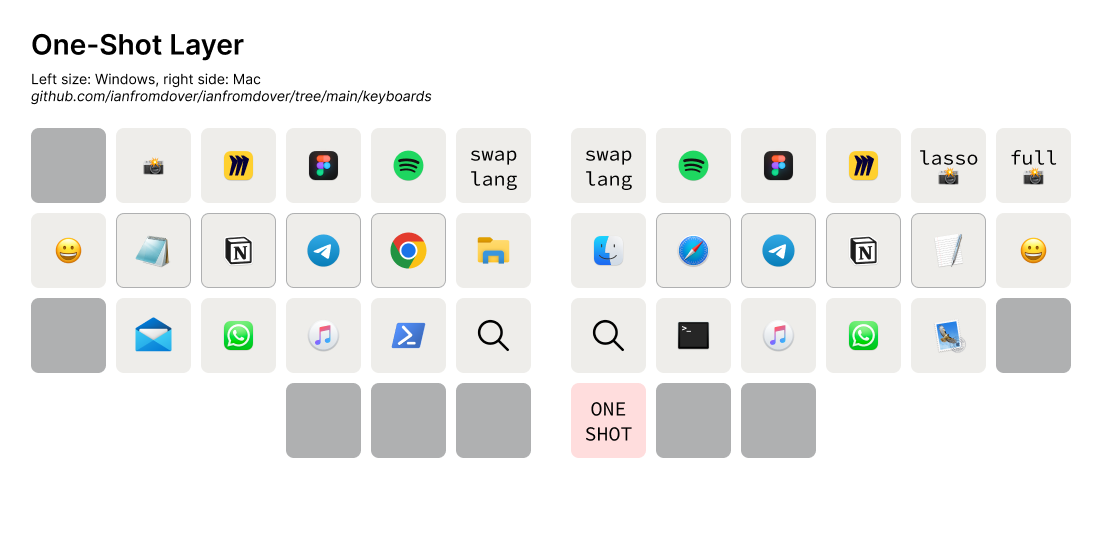 One-Shot Layer
Left size: Windows, right side: Mac
github.com/ianfromdover/ianfromdover/tree/main/keyboards
swap
lang
swap
lang
lasso
full
N
N
>_
>_
ONE
SHOT